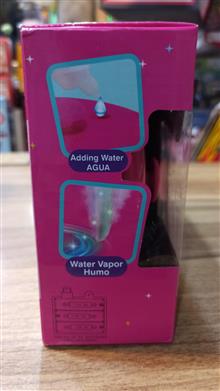 Adding Water
AGUA
Water Vapor
Humo